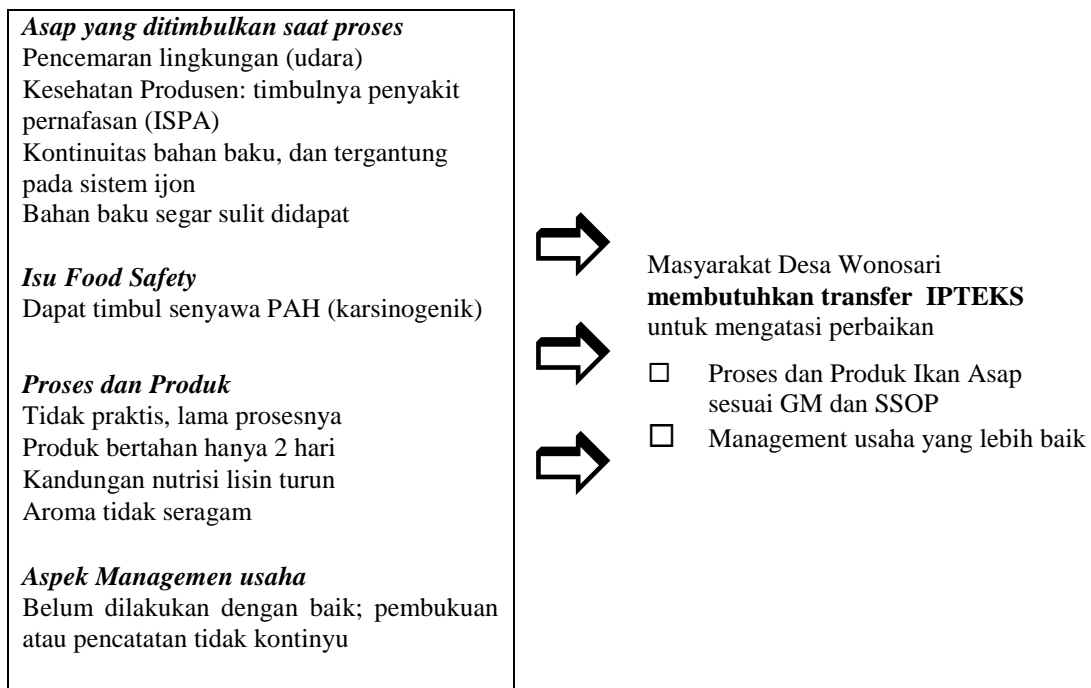 Asap yang ditimbulkan saat proses
Pencemaran lingkungan (udara)
Kesehatan Produsen: timbulnya penyakit
pernafasan (ISPA)
Kontinuitas bahan baku, dan tergantung
pada sistem ijon
Bahan baku segar sulit didapat
Isu Food Safety
Dapat timbul senyawa PAH (karsinogenik)
Proses dan Produk
Tidak praktis, lama prosesnya
Produk bertahan hanya 2 hari
Kandungan nutrisi lisin turun
Aroma tidak seragam
Aspek Managemen usaha
Belum dilakukan dengan baik; pembukuan
atau pencatatan tidak kontinyu
Masyarakat Desa Wonosari
membutuhkan transfer IPTEKS
untuk mengatasi perbaikan
□ Proses dan Produk Ikan Asap
sesuai GM dan SSOP
□ Management usaha yang lebih baik